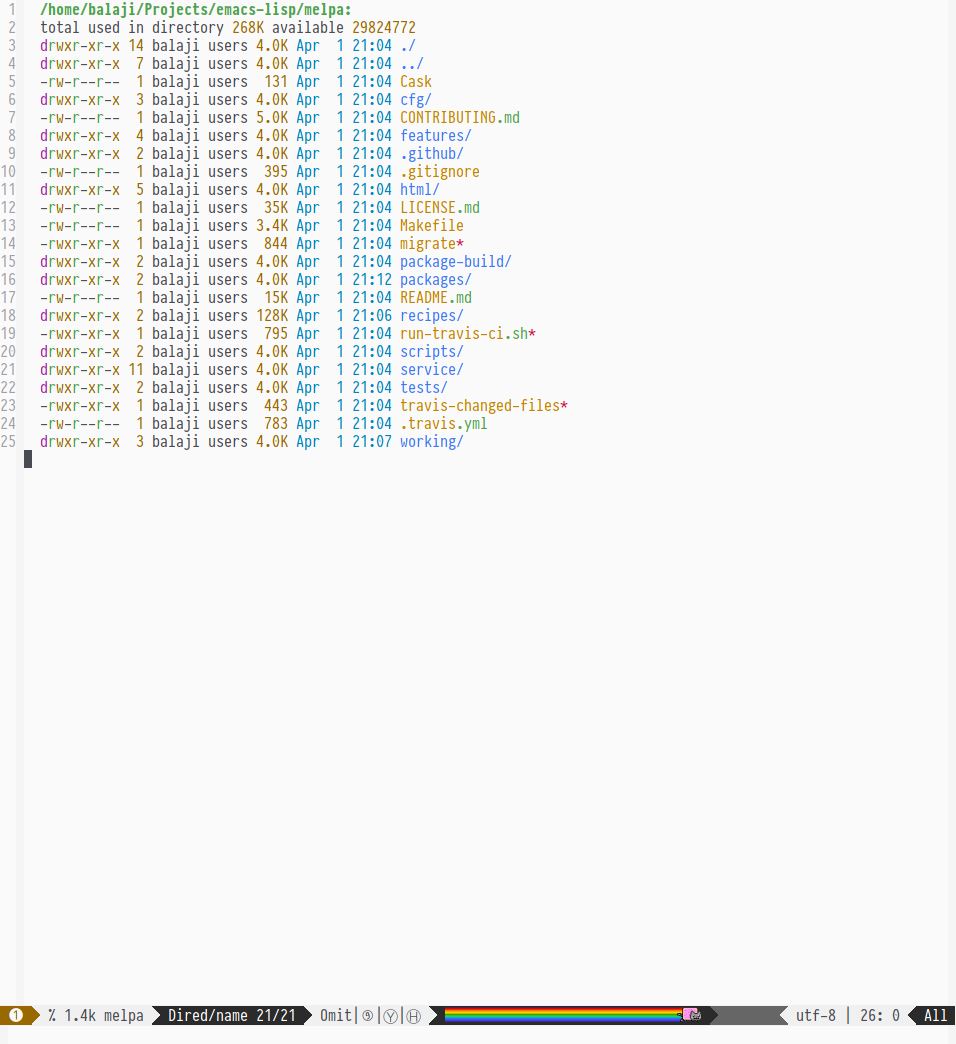 1 /home/balaji/Projects/emacs-lisp/melpa:
2 total used in directory 268K available 29824772
3 drwxr-xr-x 14 balaji users 4.0K Apr  1 21:04 ./
4 drwxr-xr-x  7 balaji users 4.0K Apr  1 21:04 ../
5 -rw-r--r--  1 balaji users  131 Apr  1 21:04 Cask
6 drwxr-xr-x  3 balaji users 4.0K Apr  1 21:04 cfg/
7 -rw-r--r--  1 balaji users 5.0K Apr  1 21:04 CONTRIBUTING.md
8 drwxr-xr-x  4 balaji users 4.0K Apr  1 21:04 features/
9 drwxr-xr-x  2 balaji users 4.0K Apr  1 21:04 .github/
10 -rw-r--r--  1 balaji users  395 Apr  1 21:04 .gitignore
11 drwxr-xr-x  5 balaji users 4.0K Apr  1 21:04 html/
12 -rw-r--r--  1 balaji users  35K Apr  1 21:04 LICENSE.md
13 -rw-r--r--  1 balaji users 3.4K Apr  1 21:04 Makefile
14 -rwxr-xr-x  1 balaji users  844 Apr  1 21:04 migrate*
15 drwxr-xr-x  2 balaji users 4.0K Apr  1 21:04 package-build/
16 drwxr-xr-x  2 balaji users 4.0K Apr  1 21:12 packages/
17 -rw-r--r--  1 balaji users  15K Apr  1 21:04 README.md
18 drwxr-xr-x  2 balaji users 128K Apr  1 21:06 recipes/
19 -rwxr-xr-x  1 balaji users  795 Apr  1 21:04 run-travis-ci.sh*
20 drwxr-xr-x  2 balaji users 4.0K Apr  1 21:04 scripts/
21 drwxr-xr-x 11 balaji users 4.0K Apr  1 21:04 service/
22 drwxr-xr-x  2 balaji users 4.0K Apr  1 21:04 tests/
23 -rwxr-xr-x  1 balaji users  443 Apr  1 21:04 travis-changed-files*
24 -rw-r--r--  1 balaji users  783 Apr  1 21:04 .travis.yml
25 drwxr-xr-x  3 balaji users 4.0K Apr  1 21:07 working/
❶ % 1.4k melpa Dired/name 21/21 Omit|⑨|Ⓨ|Ⓗ utf-8 | 26: 0 All